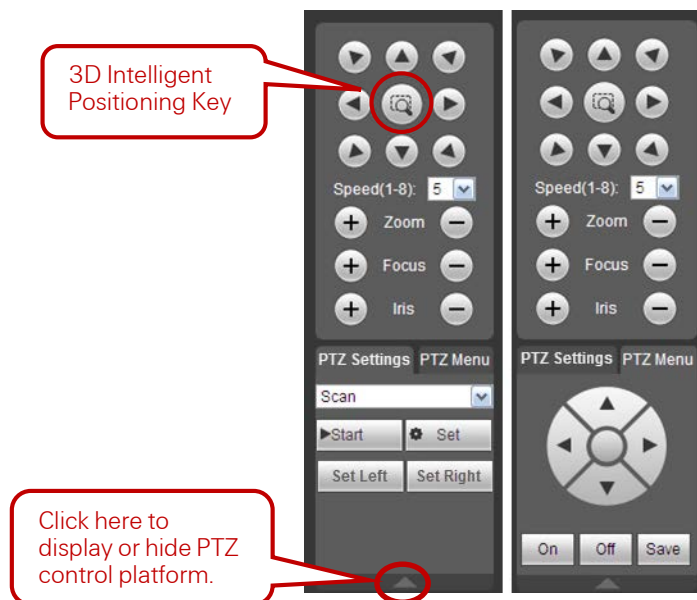 3D Intelligent
Positioning Key
Speed(1-8): 5
Zoom
Focus
Iris
PTZ Settings PTZ Menu
Scan
Start Set
Set Left Set Right
Click here to
display or hide PTZ
control platform.
Speed(1-8): 5
Zoom
Focus
Iris
PTZ Settings PTZ Menu
On Off Save